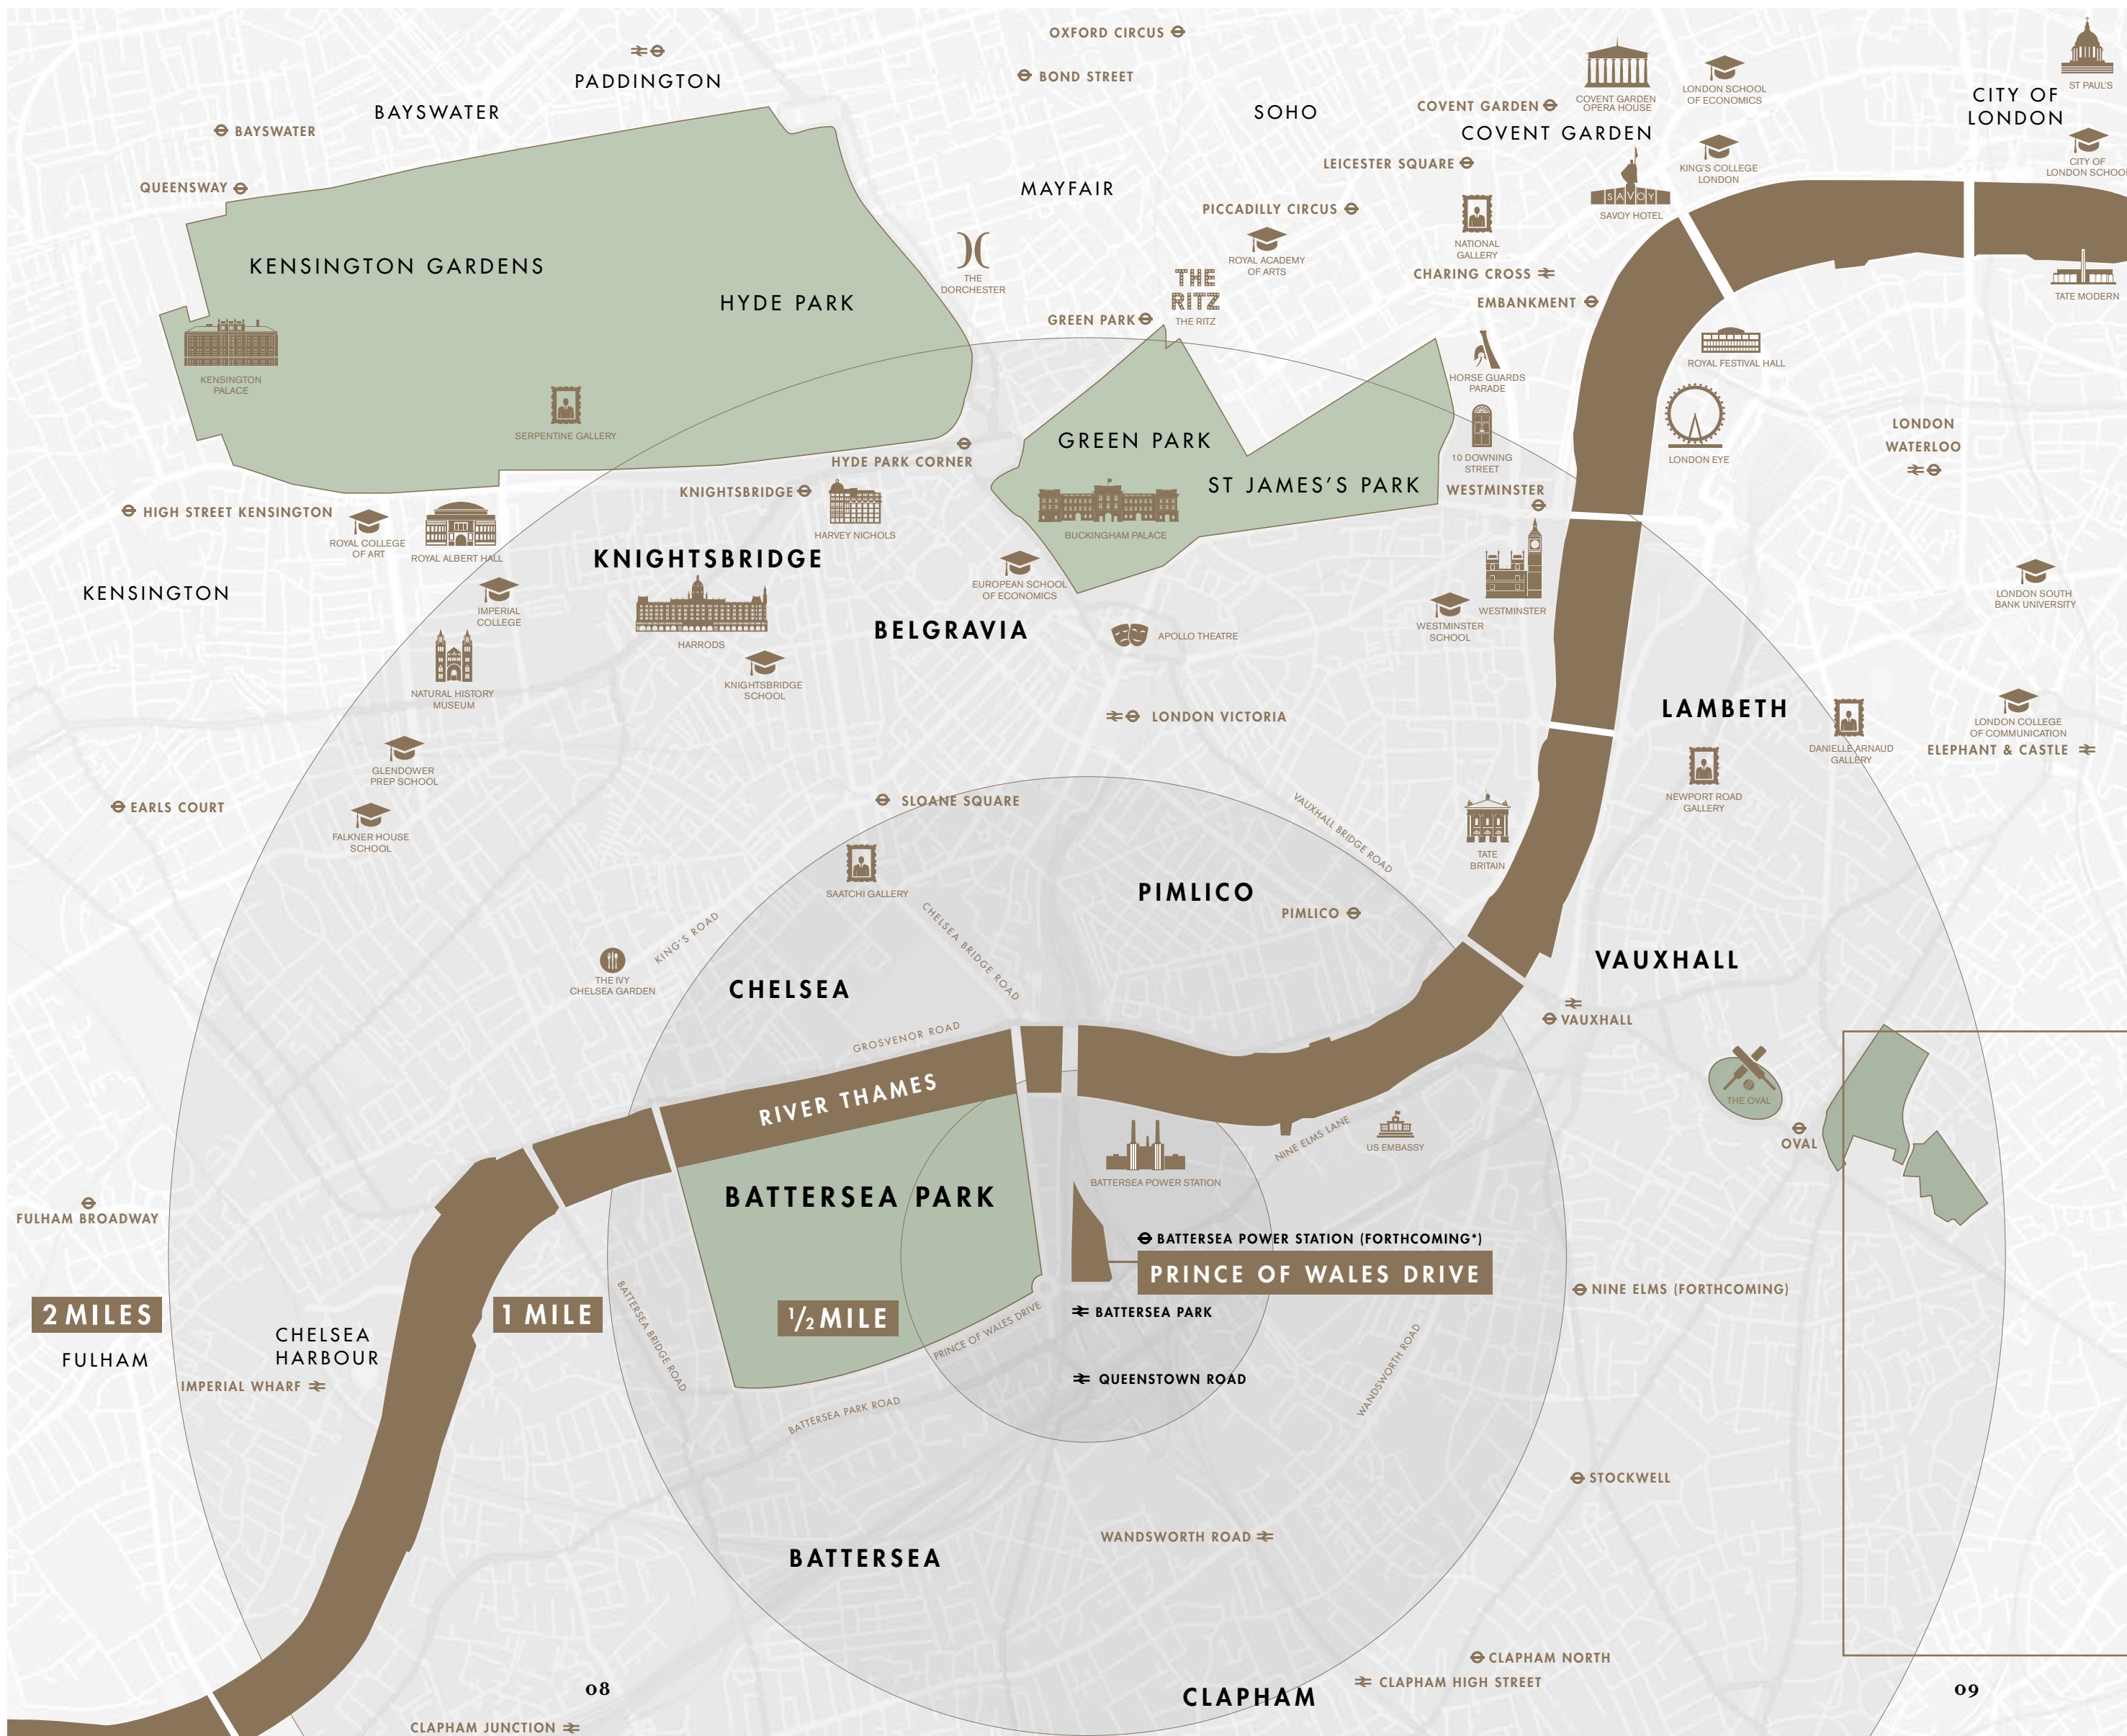 OXFORD CIRCUS
BOND STREET
PADDINGTON
BAYSWATER
BAYSWATER
QUEENSWAY
SOHO
MAYFAIR
COVENT GARDEN
COVENT GARDEN
OPERA HOUSE
LONDON SCHOOL
OF ECONOMICS
COVENT GARDEN
CITY OF
LONDON
ST PAUL'S
CITY OF
LONDON SCHOOL
LEICESTER SQUARE
KING'S COLLEGE
LONDON
SAVOY
SAVOY HOTEL
PICCADILLY CIRCUS
ROYAL ACADEMY
OF ARTS
NATIONAL
GALLERY
CHARING CROSS
EMBANKMENT
TATE MODERN
KENSINGTON GARDENS
HYDE PARK
THE
DORCHESTER
THE
RITZ
THE RITZ
GREEN PARK
KENSINGTON
PALACE
SERPENTINE GALLERY
HORSE GUARDS
PARADE
ROYAL FESTIVAL HALL
LONDON EYE
LONDON
WATERLOO
GREEN PARK
ST JAMES'S PARK
10 DOWNING
STREET
WESTMINSTER
HYDE PARK CORNER
KNIGHTSBRIDGE
HARVEY NICHOLS
BUCKINGHAM PALACE
HIGH STREET KENSINGTON
ROYAL COLLEGE
OF ART
ROYAL ALBERT HALL
KNIGHTSBRIDGE
KENSINGTON
IMPERIAL
COLLEGE
HARRODS
EUROPEAN SCHOOL
OF ECONOMICS
BELGRAVIA
APOLLO THEATRE
WESTMINSTER
SCHOOL
WESTMINSTER
LONDON SOUTH
BANK UNIVERSITY
NATURAL HISTORY
MUSEUM
KNIGHTSBRIDGE
SCHOOL
LONDON VICTORIA
LAMBETH
DANIELLE ARNAUD
GALLERY
LONDON COLLEGE
OF COMMUNICATION
ELEPHANT & CASTLE
GLENDOWER
PREP SCHOOL
NEWPORT ROAD
GALLERY
EARLS COURT
FALKNER HOUSE
SCHOOL
SLOANE SQUARE
VAUXHALL BRIDGE ROAD
TATE
BRITAIN
SAATCHI GALLERY
PIMLICO
PIMLICO
KING'S ROAD
CHELSEA BRIDGE ROAD
THE IVY
CHELSEA GARDEN
CHELSEA
VAUXHALL
VAUXHALL
GROSVENOR ROAD
RIVER THAMES
THE OVAL
OVAL
NINE ELMS LANE
US EMBASSY
BATTERSEA POWER STATION
BATTERSEA PARK
FULHAM BROADWAY
BATTERSEA POWER STATION (FORTHCOMING*)
PRINCE OF WALES DRIVE
NINE ELMS (FORTHCOMING)
2 MILES
1 MILE
1/2 MILE
BATTERSEA PARK
PRINCE OF WALES DRIVE
BATTERSEA BRIDGE ROAD
CHELSEA
HARBOUR
FULHAM
IMPERIAL WHARF
QUEENSTOWN ROAD
WANDSWORTH ROAD
BATTERSEA PARK ROAD
STOCKWELL
WANDSWORTH ROAD
BATTERSEA
CLAPHAM NORTH
CLAPHAM HIGH STREET
CLAPHAM
CLAPHAM JUNCTION
08
09